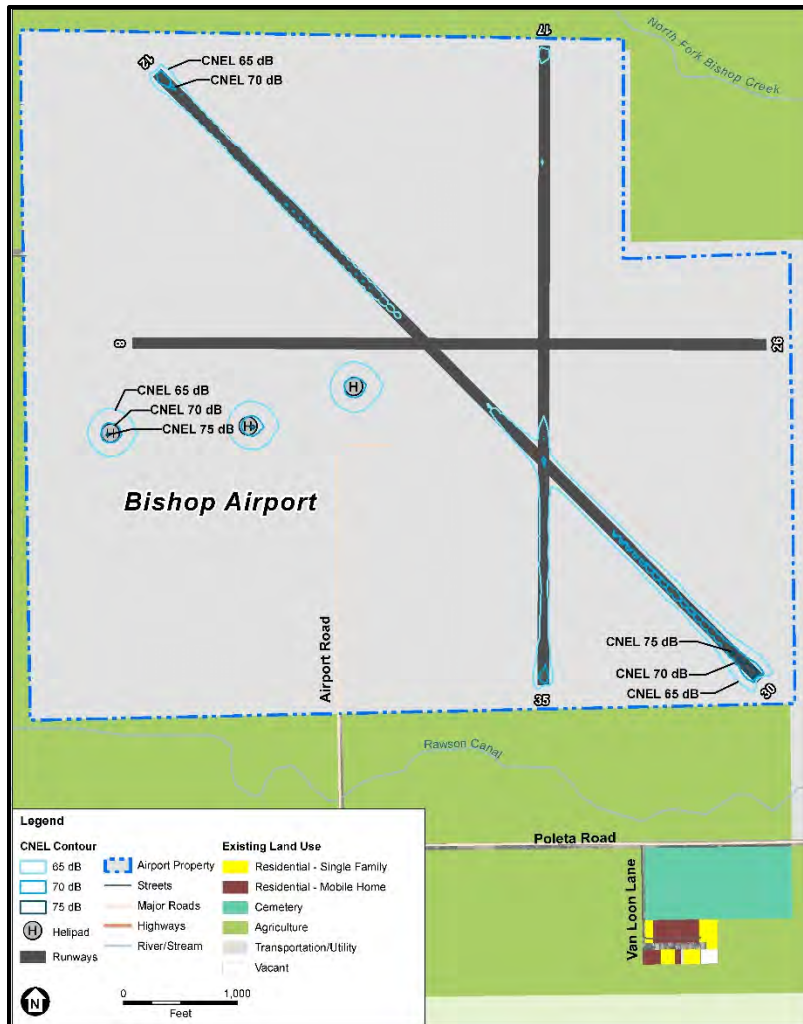 North Fork Bishop Creek
17
CNEL 65 dB
CNEL 70 dB
8
26
H
CNEL 65 dB
CNEL 70 dB
H
H
CNEL 75 dB
Bishop Airport
Airport Road
CNEL 75 dB
CNEL 70 dB
CNEL 65 dB
30
35
Rawson Canal
Poleta Road
Van Loon Lane
Legend
CNEL Contour
65 dB
70 dB
75 dB
H Helipad
Runways
Airport Property
Streets
Major Roads
Highways
River/Stream
Existing Land Use
Residential - Single Family
Residential - Mobile Home
Cemetery
Agriculture
Transportation/Utility
Vacant
N
0 1,000
Feet